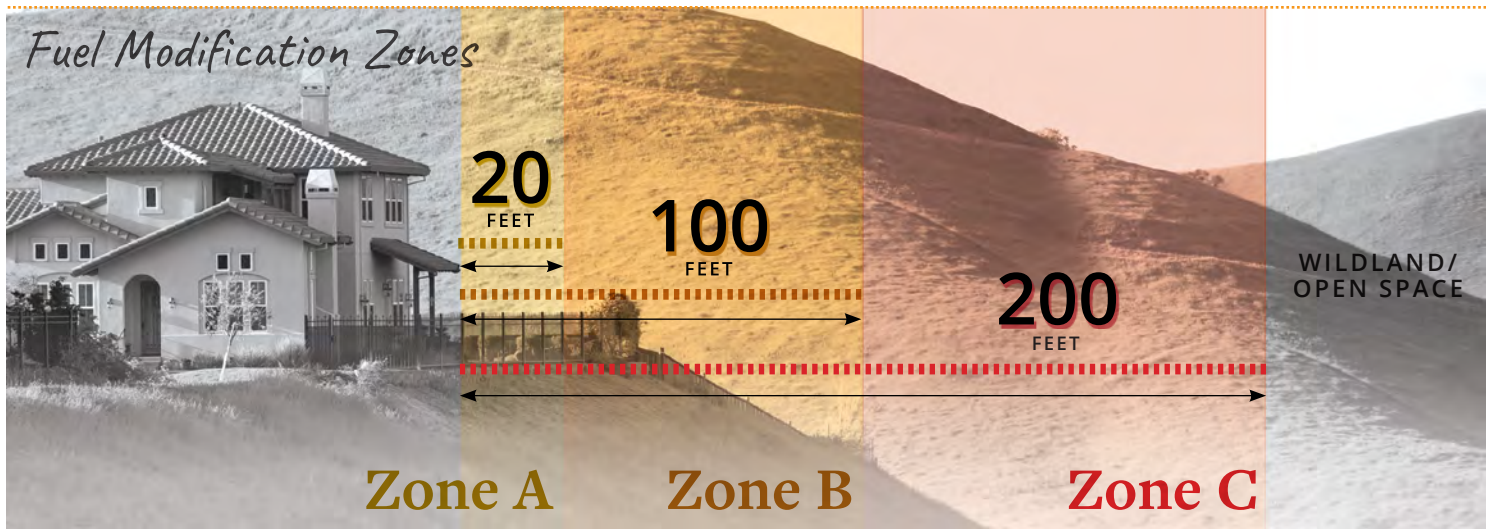 Fuel Modification Zones
20
FEET
100
FEET
200
FEET
WILDLAND/
OPEN SPACE
Zone A
Zone B
Zone C